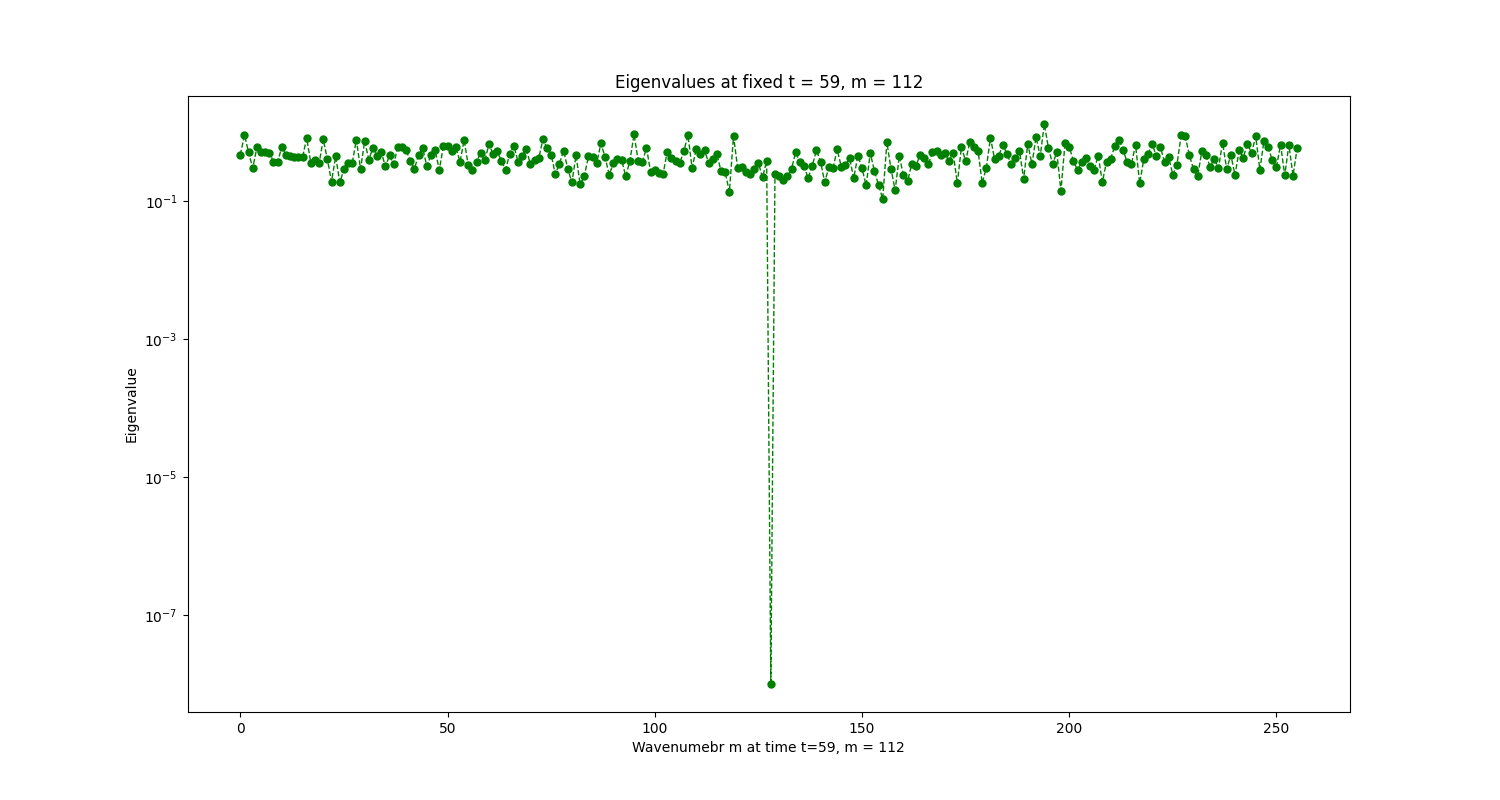 Eigenvalues at fixed t = 59, m = 112
10⁻¹
10⁻³
10⁻⁵
10⁻⁷
Eigenvalue
0 50 100 150 200 250
Wavenumebr m at time t=59, m = 112